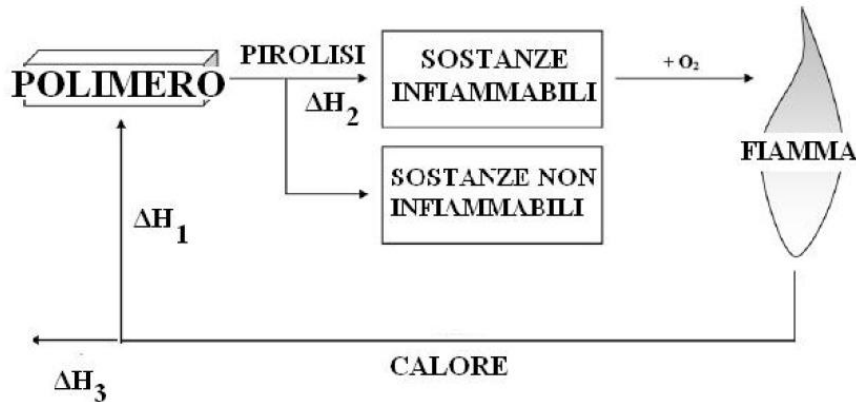 PIROLISI
POLIMERO
ΔH₂
SOSTANZE
INFIAMMABILI
+ O₂
SOSTANZE NON
INFIAMMABILI
FIAMMA
ΔH₁
ΔH₃
CALORE